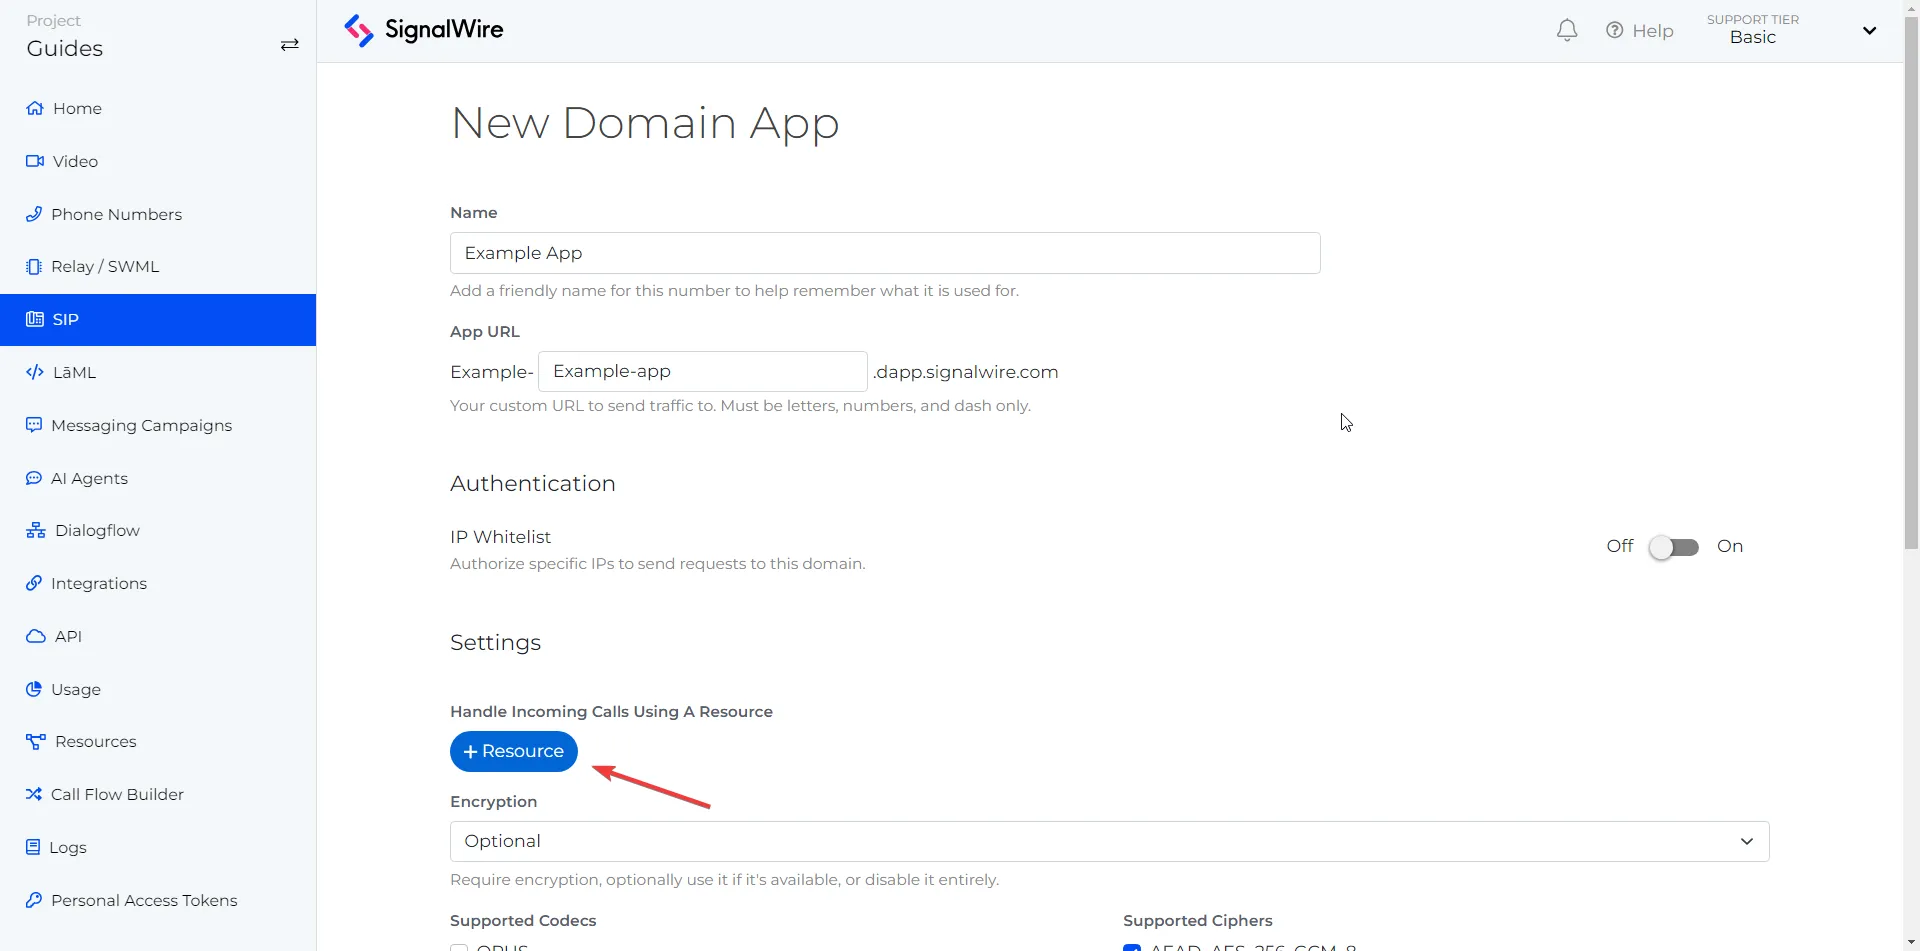 Project
Guides
Home
Video
Phone Numbers
Relay / SWML
SIP
LāML
Messaging Campaigns
AI Agents
Dialogflow
Integrations
API
Usage
Resources
Call Flow Builder
Logs
Personal Access Tokens
SignalWire
Help
SUPPORT TIER
Basic
New Domain App
Name
Example App
Add a friendly name for this number to help remember what it is used for.
App URL
Example- Example-app .dapp.signalwire.com
Your custom URL to send traffic to. Must be letters, numbers, and dash only.
Authentication
IP Whitelist
Authorize specific IPs to send requests to this domain.
Off On
Settings
Handle Incoming Calls Using A Resource
+ Resource
Encryption
Optional
Require encryption, optionally use it if it's available, or disable it entirely.
Supported Codecs
Supported Ciphers
OPUS
AEAD_AES_256_GCM_8